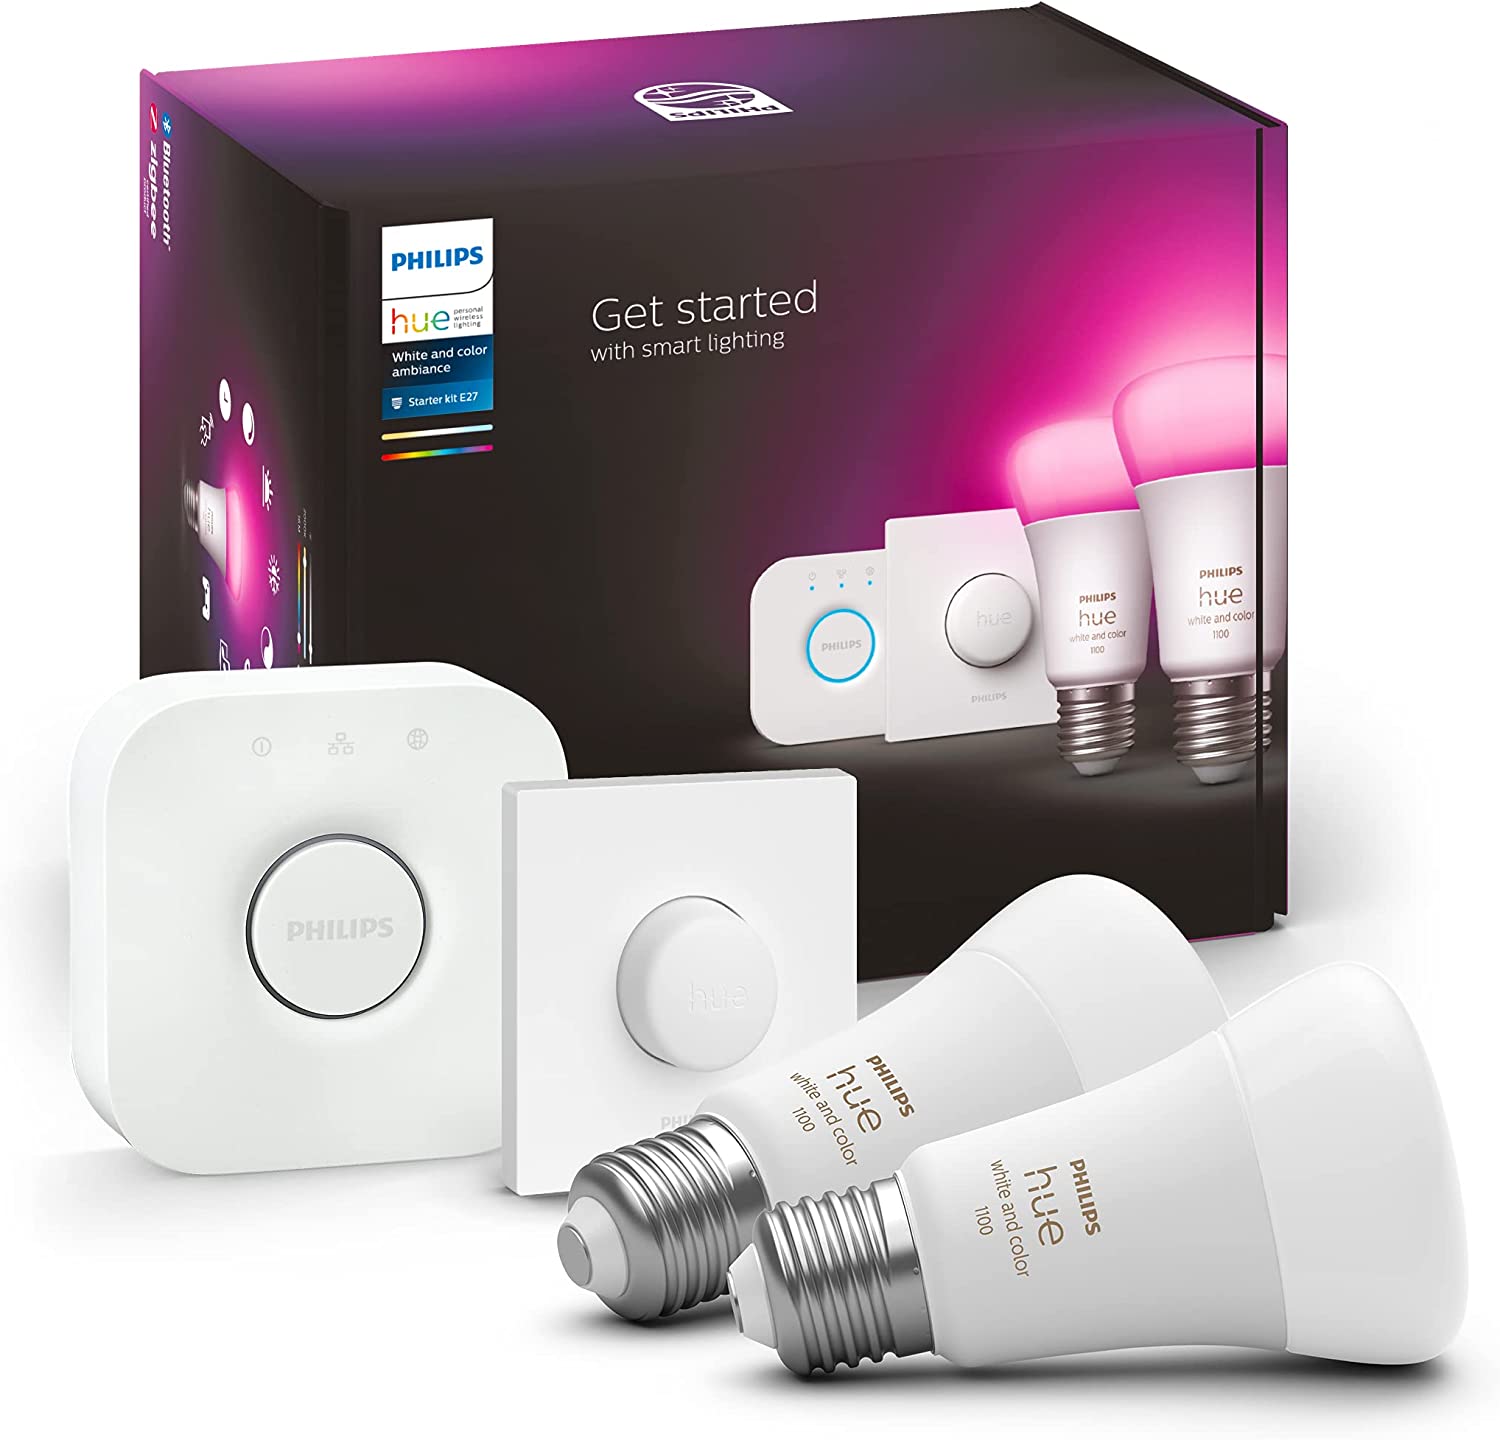 PHILIPS
Bluetooth
zigbee
PHILIPS
hue personal
wireless
lighting
White and color
ambiance
Starter kit E27
Get started
with smart lighting
PHILIPS
hue
PHILIPS
PHILIPS
hue
white and color
1100
PHILIPS
hue
white and color
1100
PHILIPS
hue
PHILIPS
hue
white and color
1100
PHILIPS
hue
white and color
1100